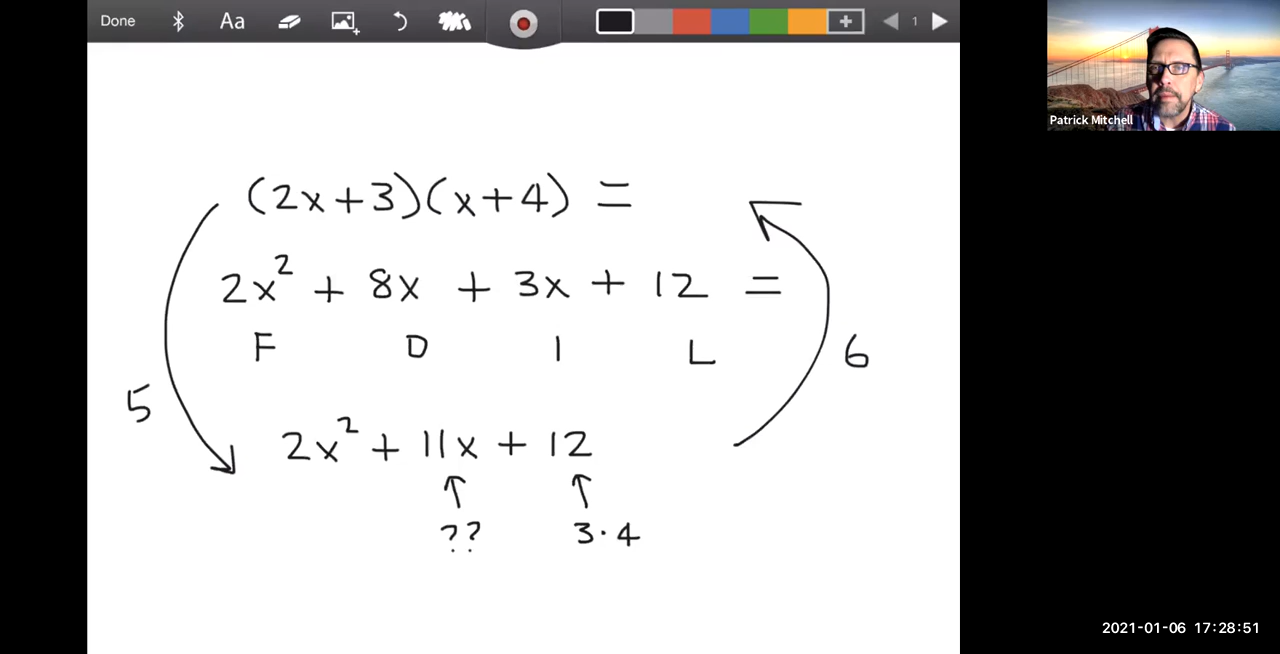 Done Aa 1
Patrick Mitchell
(2x+3)(x+4) =
2x² + 8x + 3x + 12 =
F O I L
5
6
2x² + 11x + 12
?? 3·4
2021-01-06 17:28:51